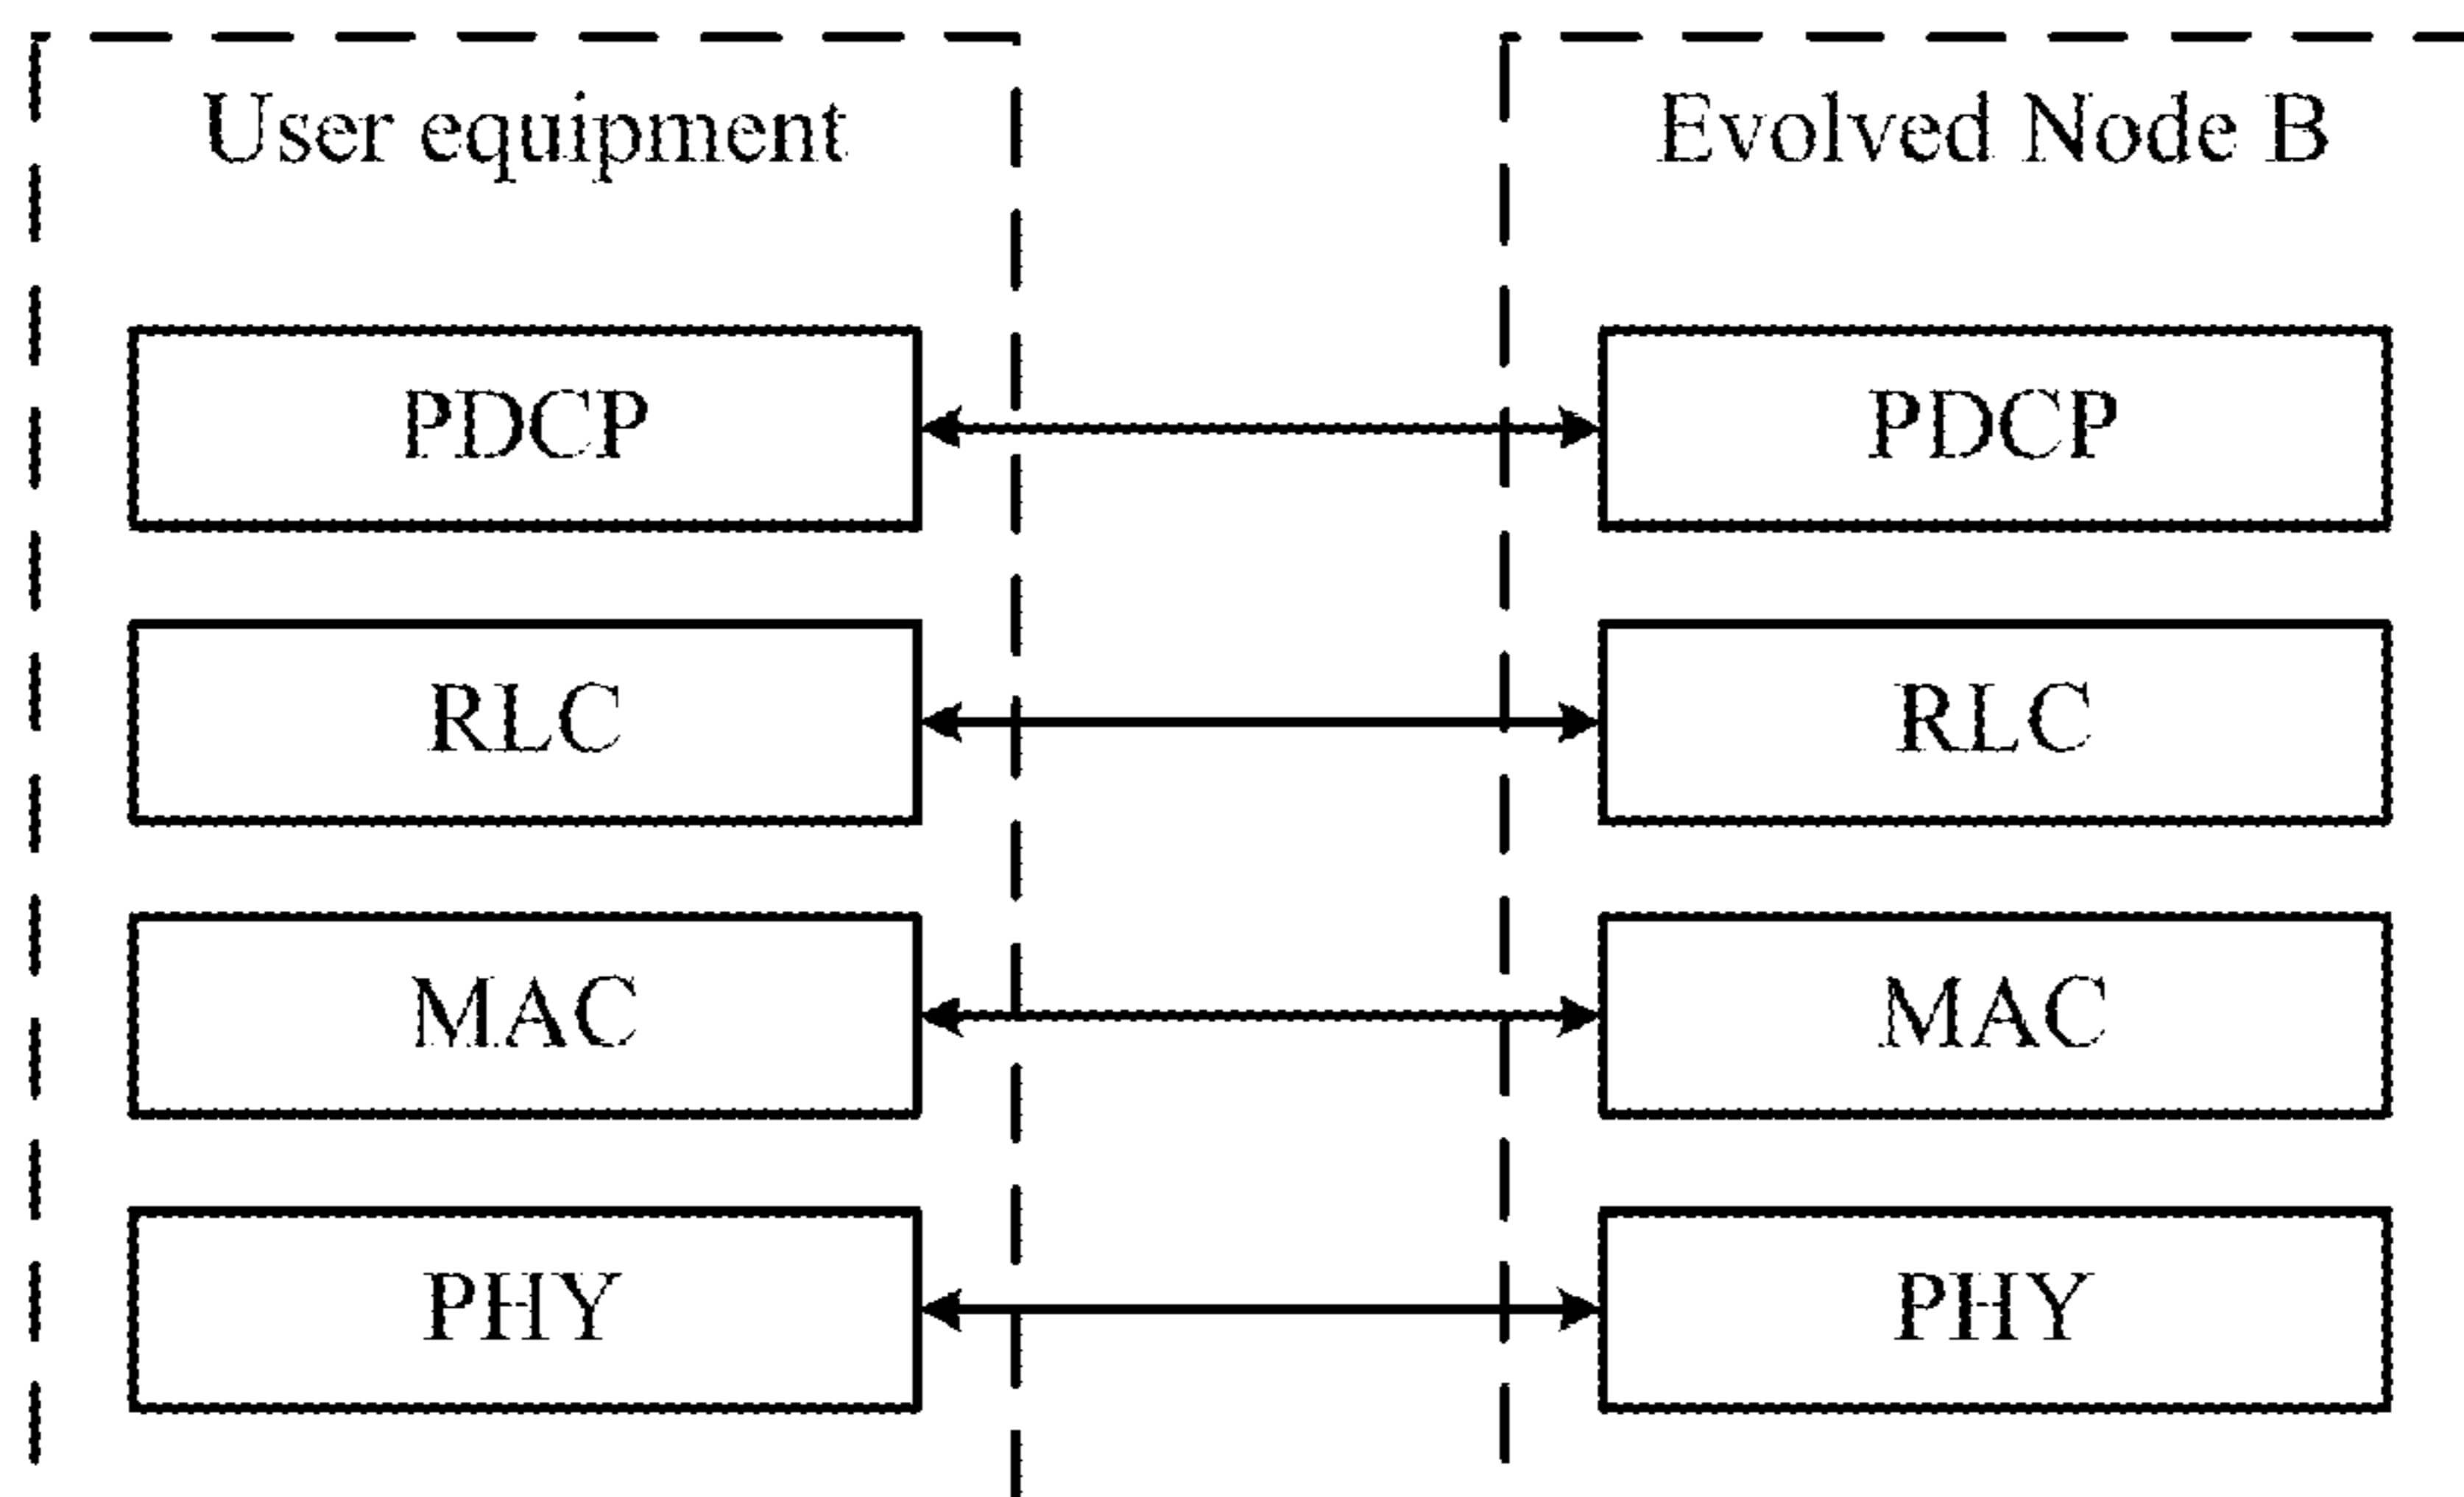 User equipment
Evolved Node B
PDCP
PDCP
RLC
RLC
MAC
MAC
PHY
PHY